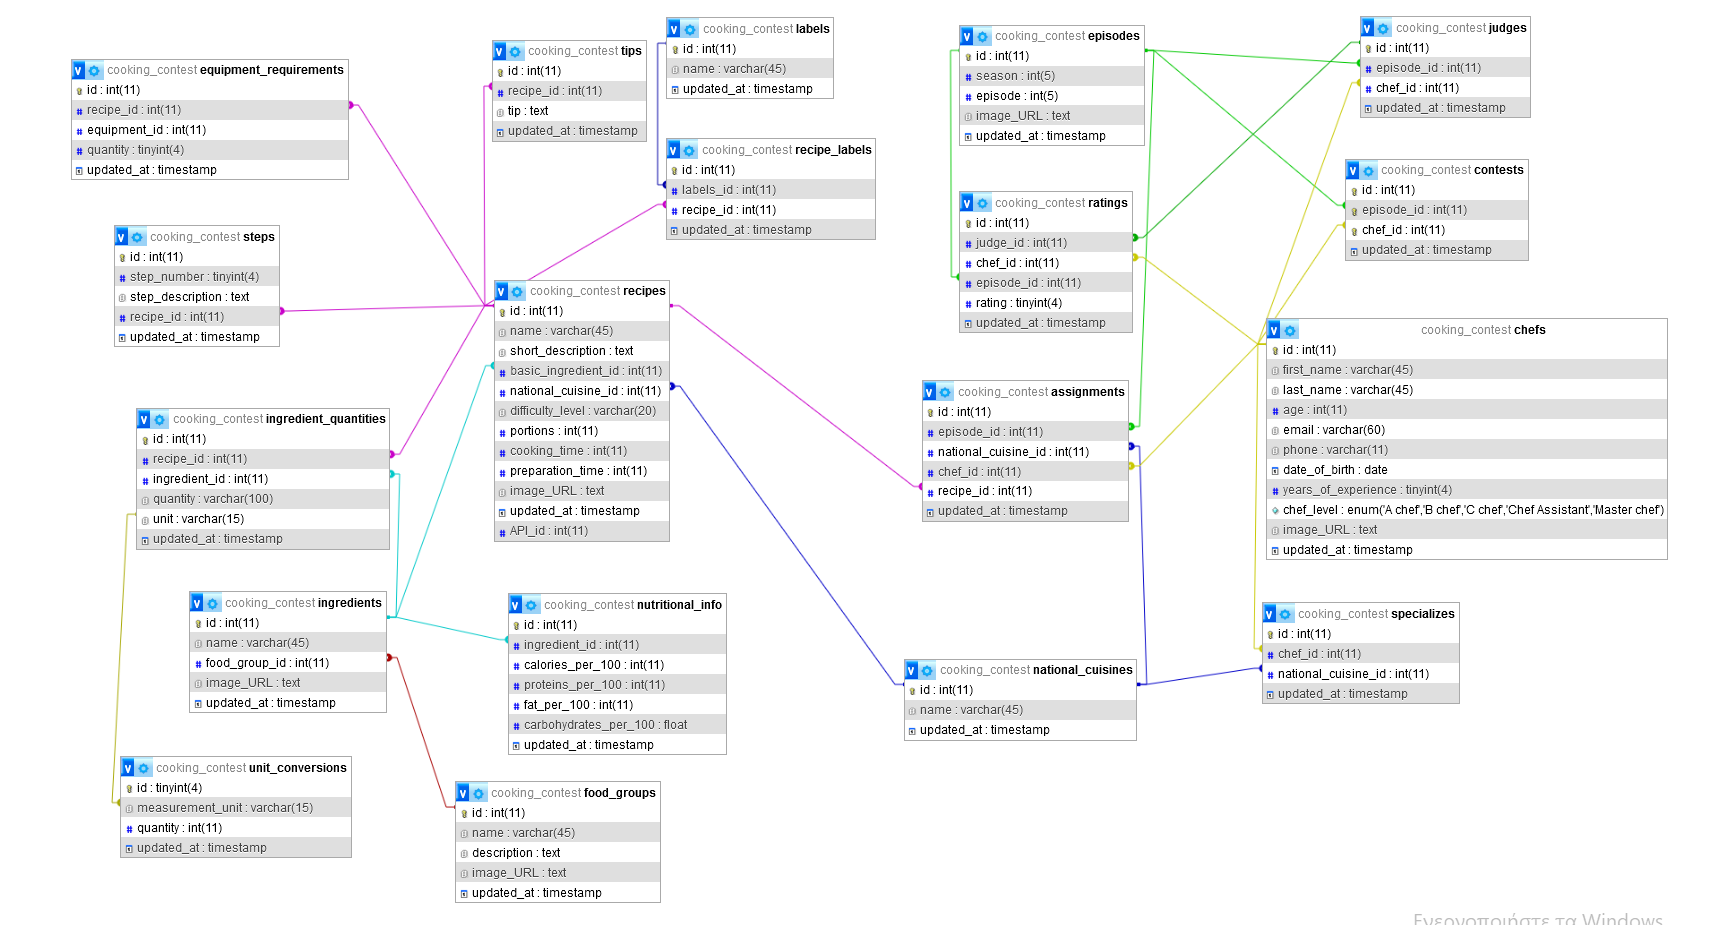 cooking_contest equipment_requirements
id : int(11)
recipe_id : int(11)
equipment_id : int(11)
quantity : tinyint(4)
updated_at : timestamp
cooking_contest tips
id : int(11)
recipe_id : int(11)
tip : text
updated_at : timestamp
cooking_contest labels
id : int(11)
name : varchar(45)
updated_at : timestamp
cooking_contest recipe_labels
id : int(11)
labels_id : int(11)
recipe_id : int(11)
updated_at : timestamp
cooking_contest episodes
id : int(11)
season : int(5)
episode : int(5)
image_URL : text
updated_at : timestamp
cooking_contest judges
id : int(11)
episode_id : int(11)
chef_id : int(11)
updated_at : timestamp
cooking_contest contests
id : int(11)
episode_id : int(11)
chef_id : int(11)
updated_at : timestamp
cooking_contest ratings
id : int(11)
judge_id : int(11)
chef_id : int(11)
episode_id : int(11)
rating : tinyint(4)
updated_at : timestamp
cooking_contest steps
id : int(11)
step_number : tinyint(4)
step_description : text
recipe_id : int(11)
updated_at : timestamp
cooking_contest recipes
id : int(11)
name : varchar(45)
short_description : text
basic_ingredient_id : int(11)
national_cuisine_id : int(11)
difficulty_level : varchar(20)
portions : int(11)
cooking_time : int(11)
preparation_time : int(11)
image_URL : text
updated_at : timestamp
API_id : int(11)
cooking_contest chefs
id : int(11)
first_name : varchar(45)
last_name : varchar(45)
age : int(11)
email : varchar(60)
phone : varchar(11)
date_of_birth : date
years_of_experience : tinyint(4)
chef_level : enum('A chef','B chef','C chef','Chef Assistant','Master chef')
image_URL : text
updated_at : timestamp
cooking_contest assignments
id : int(11)
episode_id : int(11)
national_cuisine_id : int(11)
chef_id : int(11)
recipe_id : int(11)
updated_at : timestamp
cooking_contest ingredient_quantities
id : int(11)
recipe_id : int(11)
ingredient_id : int(11)
quantity : varchar(100)
unit : varchar(15)
updated_at : timestamp
cooking_contest ingredients
id : int(11)
name : varchar(45)
food_group_id : int(11)
image_URL : text
updated_at : timestamp
cooking_contest nutritional_info
id : int(11)
ingredient_id : int(11)
calories_per_100 : int(11)
proteins_per_100 : int(11)
fat_per_100 : int(11)
carbohydrates_per_100 : float
updated_at : timestamp
cooking_contest national_cuisines
id : int(11)
name : varchar(45)
updated_at : timestamp
cooking_contest specializes
id : int(11)
chef_id : int(11)
national_cuisine_id : int(11)
updated_at : timestamp
cooking_contest unit_conversions
id : tinyint(4)
measurement_unit : varchar(15)
quantity : int(11)
updated_at : timestamp
cooking_contest food_groups
id : int(11)
name : varchar(45)
description : text
image_URL : text
updated_at : timestamp
Ενεργοποιήστε τα Windows